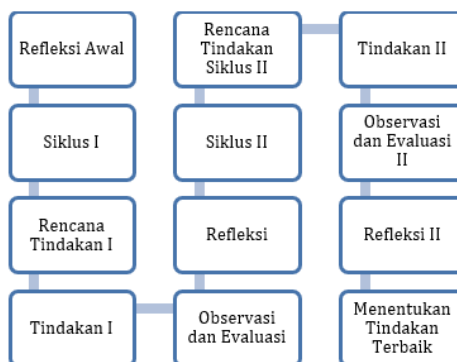 Refleksi Awal
Siklus I
Rencana
Tindakan I
Tindakan I
Observasi
dan Evaluasi
Refleksi
Siklus II
Rencana
Tindakan
Siklus II
Tindakan II
Observasi
dan Evaluasi
II
Refleksi II
Menentukan
Tindakan
Terbaik